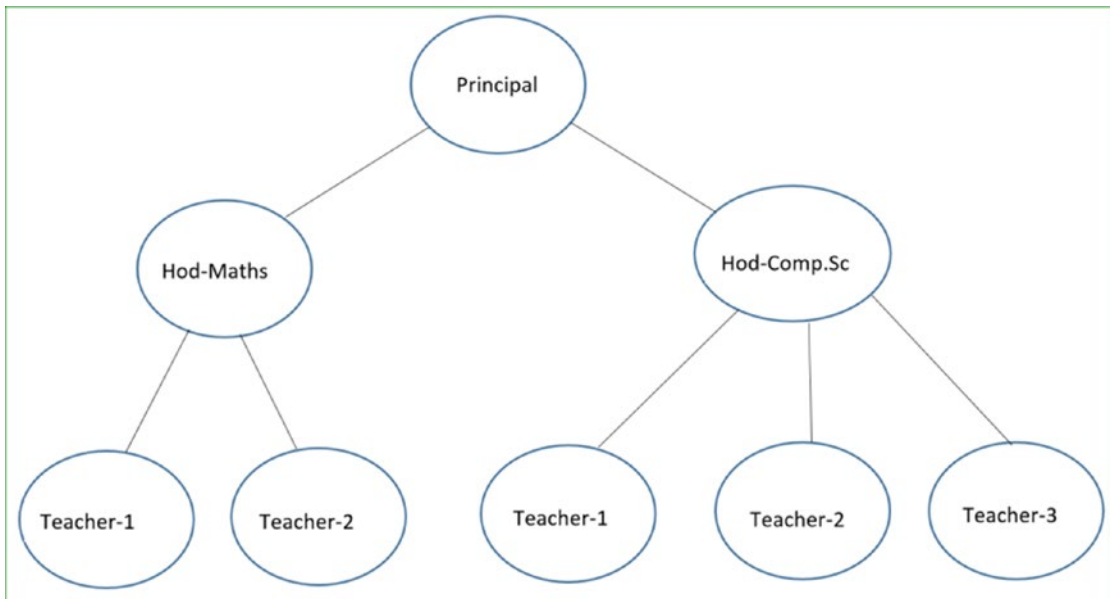 Principal
Hod-Maths
Hod-Comp.Sc
Teacher-1
Teacher-2
Teacher-1
Teacher-2
Teacher-3